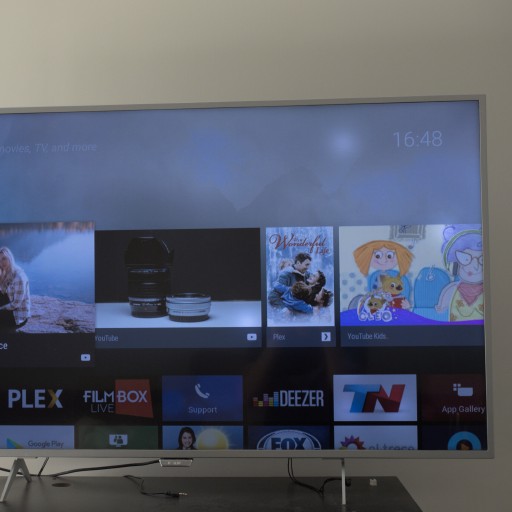 movies, TV, and more
16:48
Wonderful
YouTube
Plex
YouTube Kids
PLEX
FILMBOX
LIVE
Support
DEEZER
TN
App Gallery
Google Play
FOX